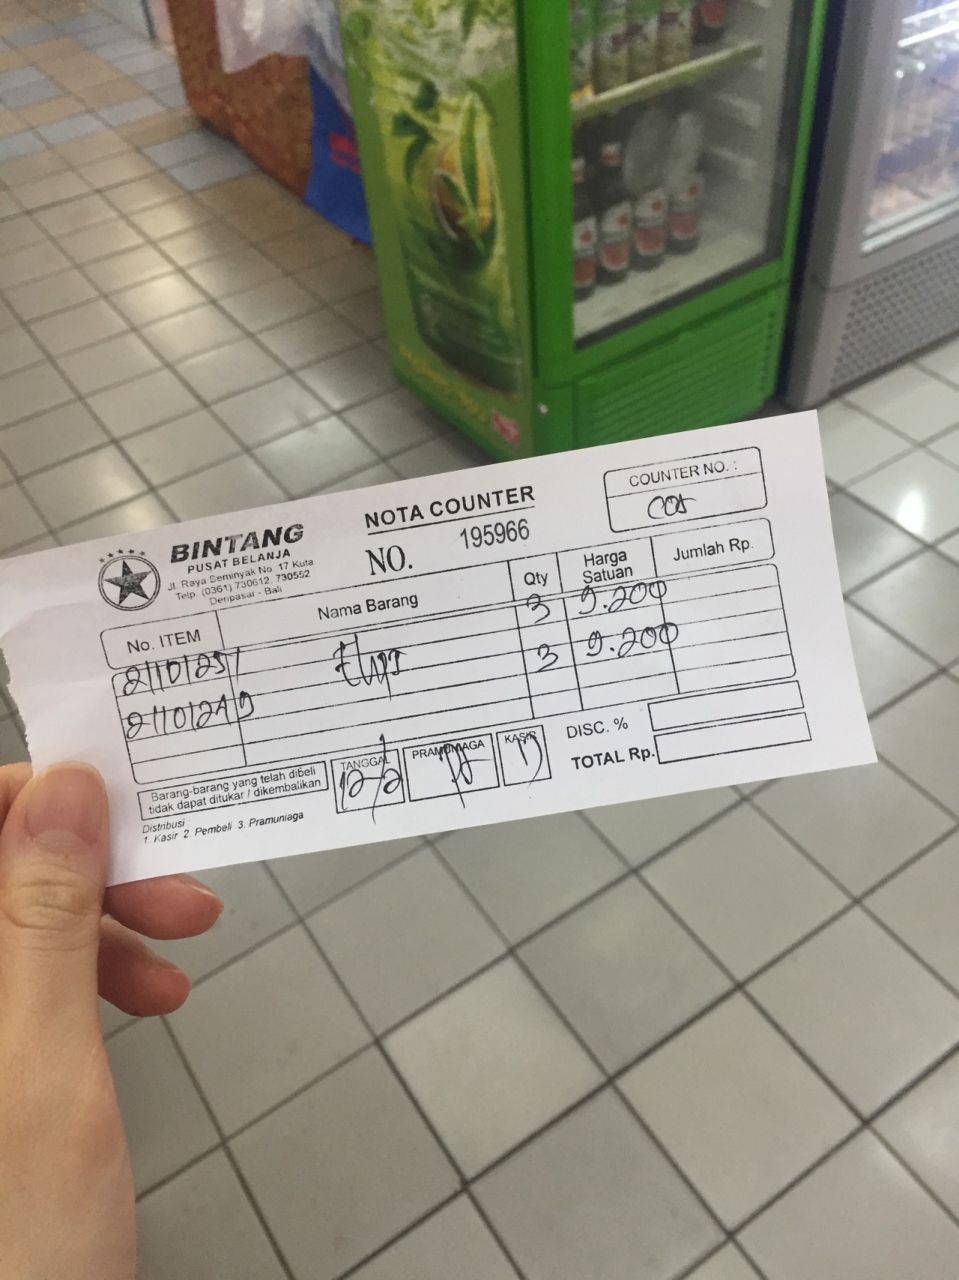 BINTANG
PUSAT BELANJA
Jl. Raya Seminyak No. 17 Kuta
Telp. (0361) 730612, 730552
Denpasar - Bali
NOTA COUNTER
NO. 195966
COUNTER NO. :
No. ITEM Nama Barang Qty Harga Satuan Jumlah Rp.
21101251 3 9.200
21101249 3 9.200
Barang-barang yang telah dibeli
tidak dapat ditukar / dikembalikan
TANGGAL PRAMUNIAGA KASIR
DISC. %
TOTAL Rp.
Distribusi :
1. Kasir 2. Pembeli 3. Pramuniaga